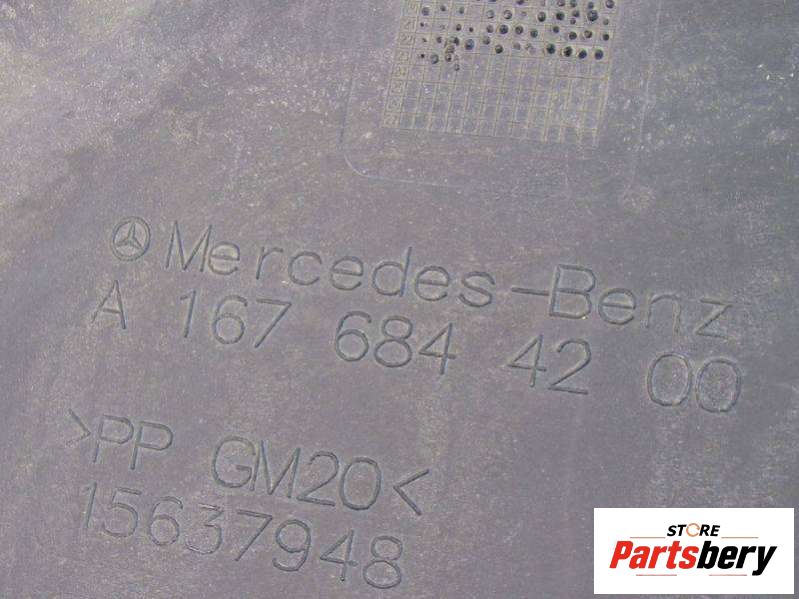 Mercedes-Benz
A 167 684 42 00
>PP GM20<
15637948
STORE
Partsbery